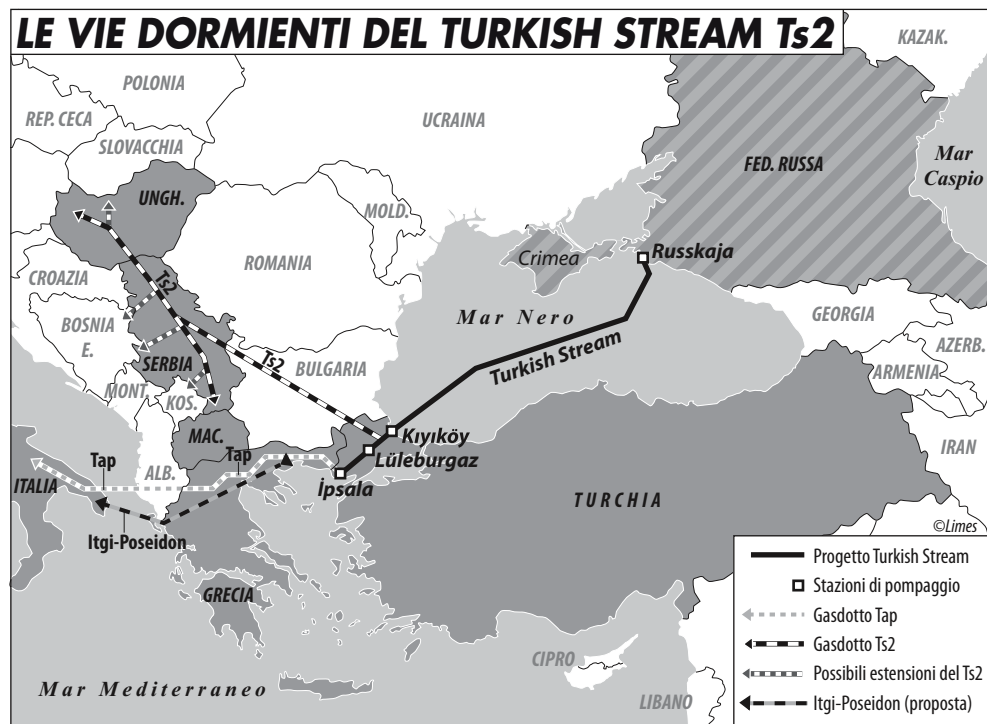 LE VIE DORMIENTI DEL TURKISH STREAM Ts2
KAZAK.
POLONIA
REP. CECA
UCRAINA
SLOVACCHIA
FED. RUSSA
Mar
Caspio
UNGH.
MOLD.
ROMANIA
Crimea
Russkaja
CROAZIA
Ts2
Mar Nero
GEORGIA
BOSNIA
E.
Turkish Stream
AZERB.
SERBIA
Ts2
BULGARIA
ARMENIA
MONT.
KOS.
MAC.
Kıyıköy
Lüleburgaz
IRAN
Tap
Tap
ALB.
İpsala
ITALIA
TURCHIA
Itgi-Poseidon
©Limes
GRECIA
CIPRO
LIBANO
Mar Mediterraneo
Progetto Turkish Stream
Stazioni di pompaggio
Gasdotto Tap
Gasdotto Ts2
Possibili estensioni del Ts2
Itgi-Poseidon (proposta)